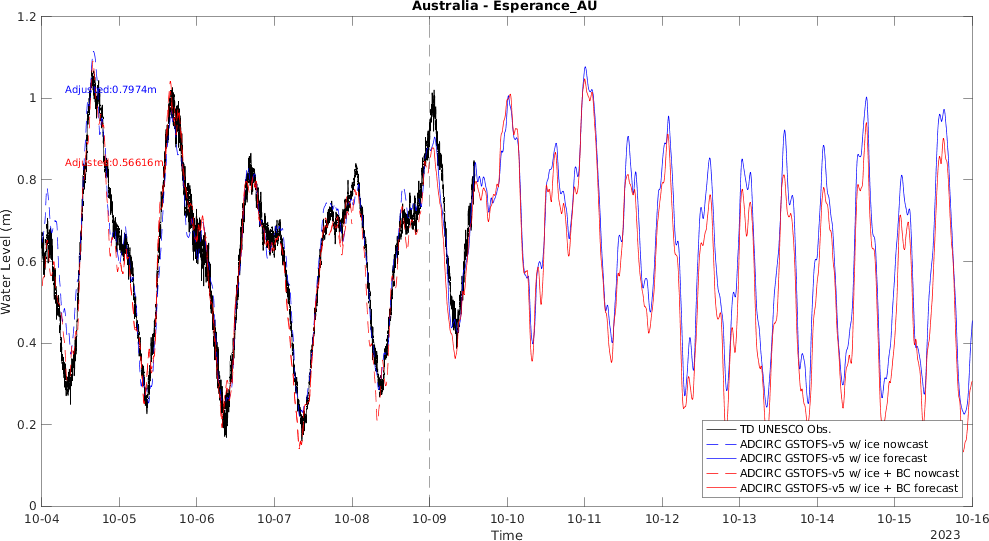 Australia - Esperance_AU
1.2
1
0.8
0.6
0.4
0.2
0
Water Level (m)
Adjusted:0.7974m
Adjusted:0.56616m
TD UNESCO Obs.
ADCIRC GSTOFS-v5 w/ ice nowcast
ADCIRC GSTOFS-v5 w/ ice forecast
ADCIRC GSTOFS-v5 w/ ice + BC nowcast
ADCIRC GSTOFS-v5 w/ ice + BC forecast
10-04 10-05 10-06 10-07 10-08 10-09 10-10 10-11 10-12 10-13 10-14 10-15 10-16
Time
2023